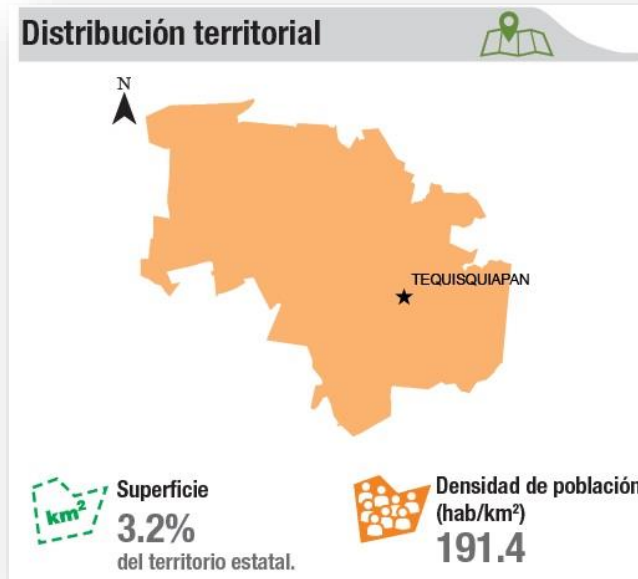 Distribución territorial
N
TEQUISQUIAPAN
km²
Superficie
3.2%
del territorio estatal.
Densidad de población
(hab/km²)
191.4